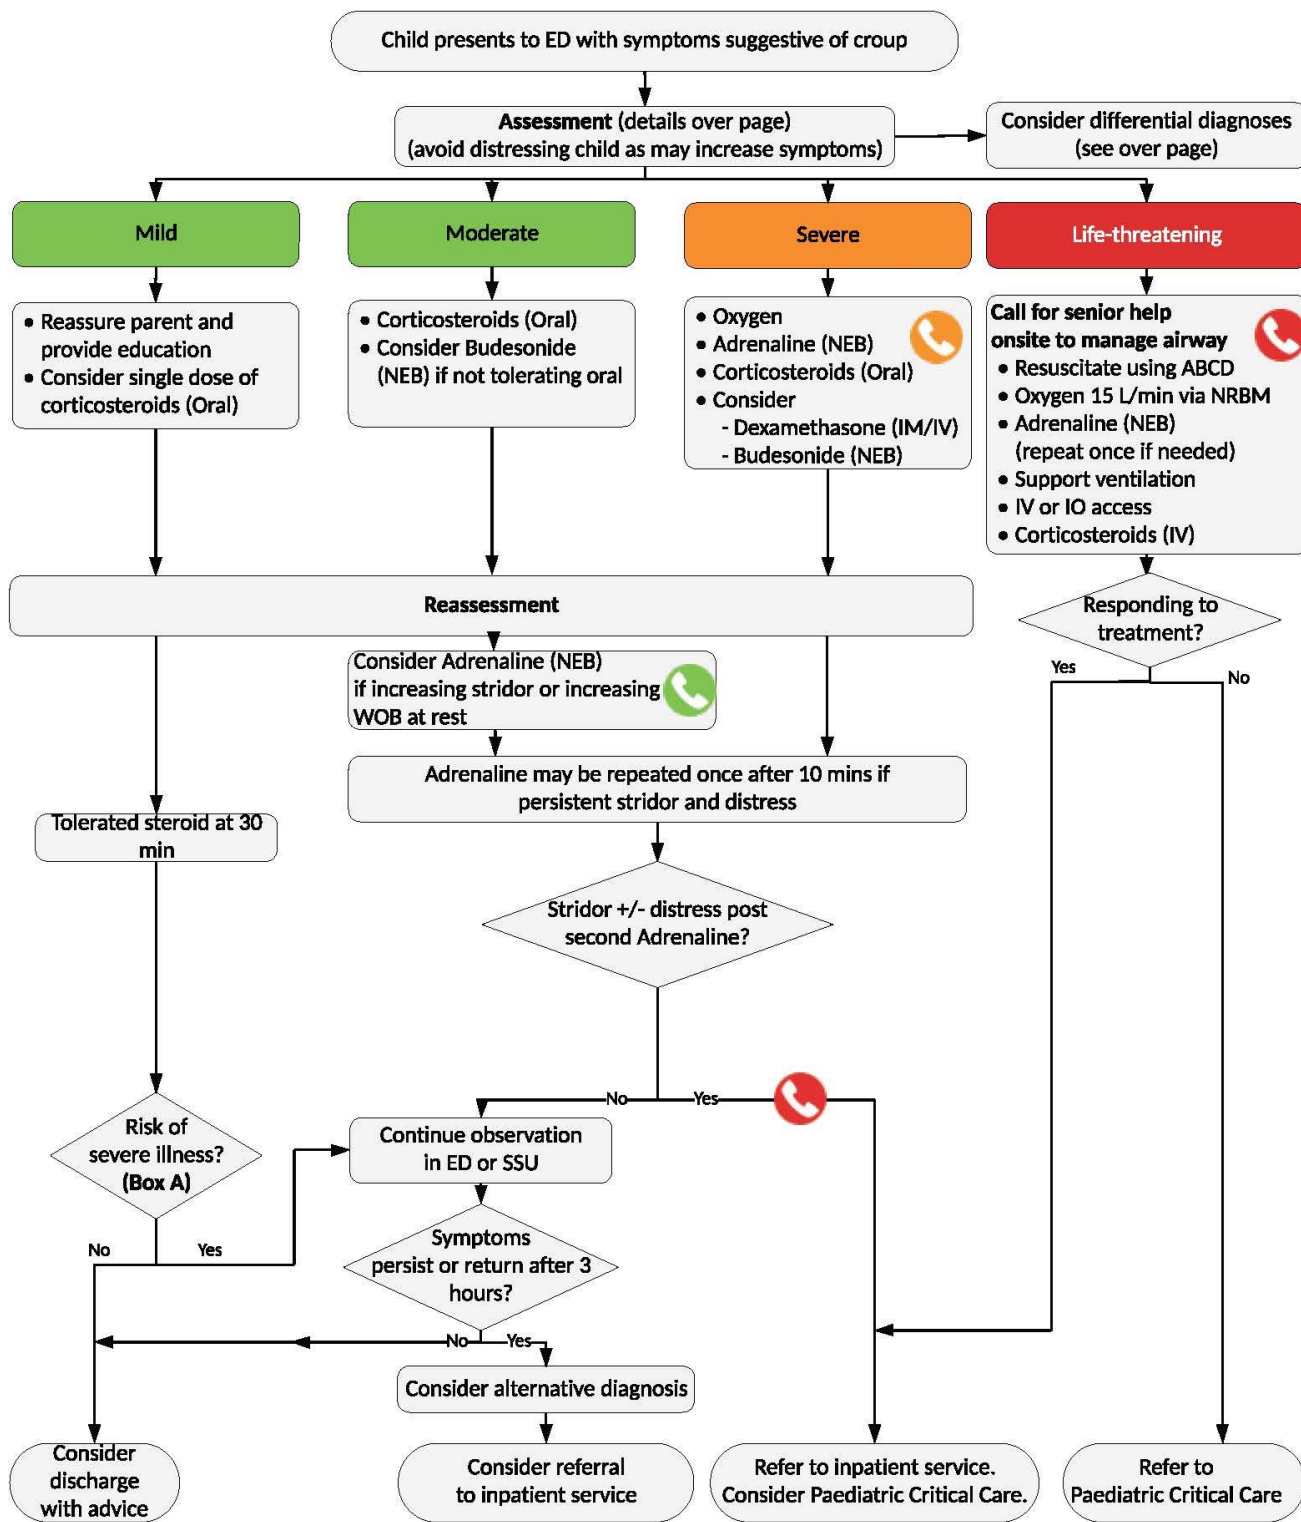 Child presents to ED with symptoms suggestive of croup
Assessment (details over page)
(avoid distressing child as may increase symptoms)
Consider differential diagnoses
(see over page)
Mild
Moderate
Severe
Life-threatening
• Reassure parent and
provide education
• Consider single dose of
corticosteroids (Oral)
• Corticosteroids (Oral)
• Consider Budesonide
(NEB) if not tolerating oral
• Oxygen
• Adrenaline (NEB)
• Corticosteroids (Oral)
• Consider
- Dexamethasone (IM/IV)
- Budesonide (NEB)
Call for senior help
onsite to manage airway
• Resuscitate using ABCD
• Oxygen 15 L/min via NRBM
• Adrenaline (NEB)
(repeat once if needed)
• Support ventilation
• IV or IO access
• Corticosteroids (IV)
Reassessment
Responding to
treatment?
Yes
No
Consider Adrenaline (NEB)
if increasing stridor or increasing
WOB at rest
Adrenaline may be repeated once after 10 mins if
persistent stridor and distress
Tolerated steroid at 30
min
Stridor +/- distress post
second Adrenaline?
No
Yes
Risk of
severe illness?
(Box A)
No
Yes
Continue observation
in ED or SSU
Symptoms
persist or return after 3
hours?
No
Yes
Consider alternative diagnosis
Consider
discharge
with advice
Consider referral
to inpatient service
Refer to inpatient service.
Consider Paediatric Critical Care.
Refer to
Paediatric Critical Care